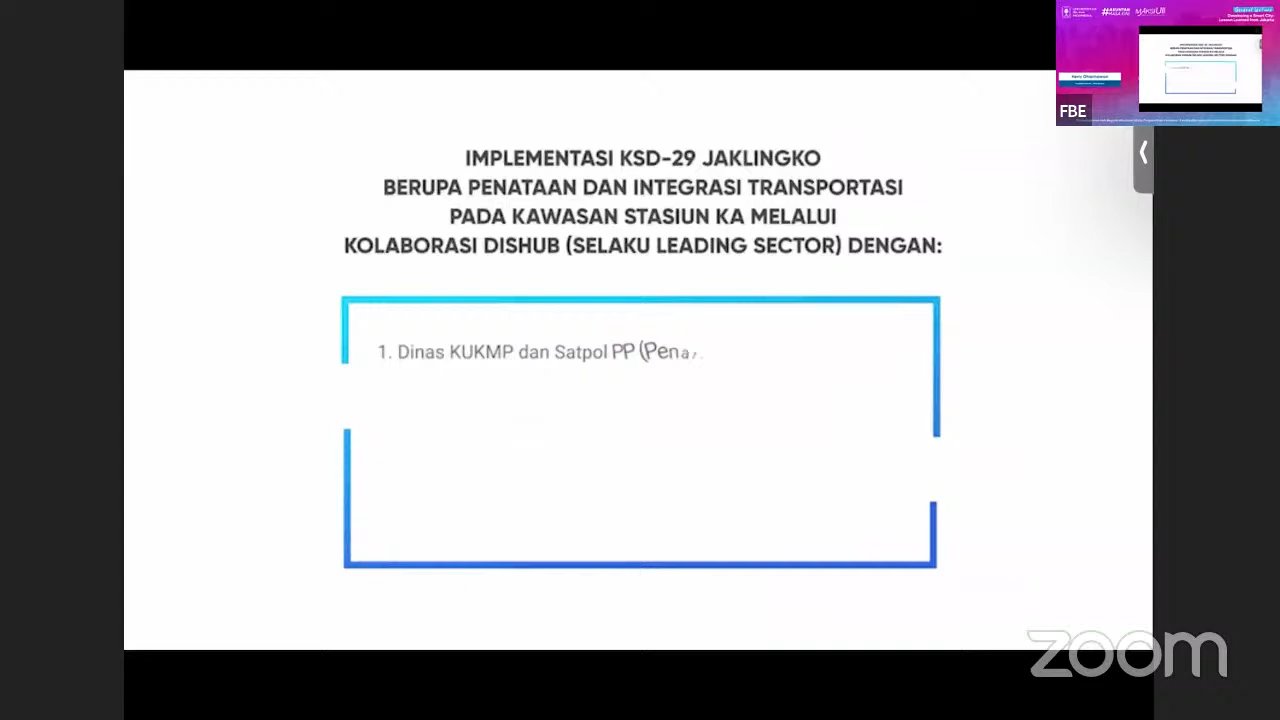 IMPLEMENTASI KSD-29 JAKLINGKO
BERUPA PENATAAN DAN INTEGRASI TRANSPORTASI
PADA KAWASAN STASIUN KA MELALUI
KOLABORASI DISHUB (SELAKU LEADING SECTOR) DENGAN:
1. Dinas KUKMP dan Satpol PP (Pena
FBE
zoom